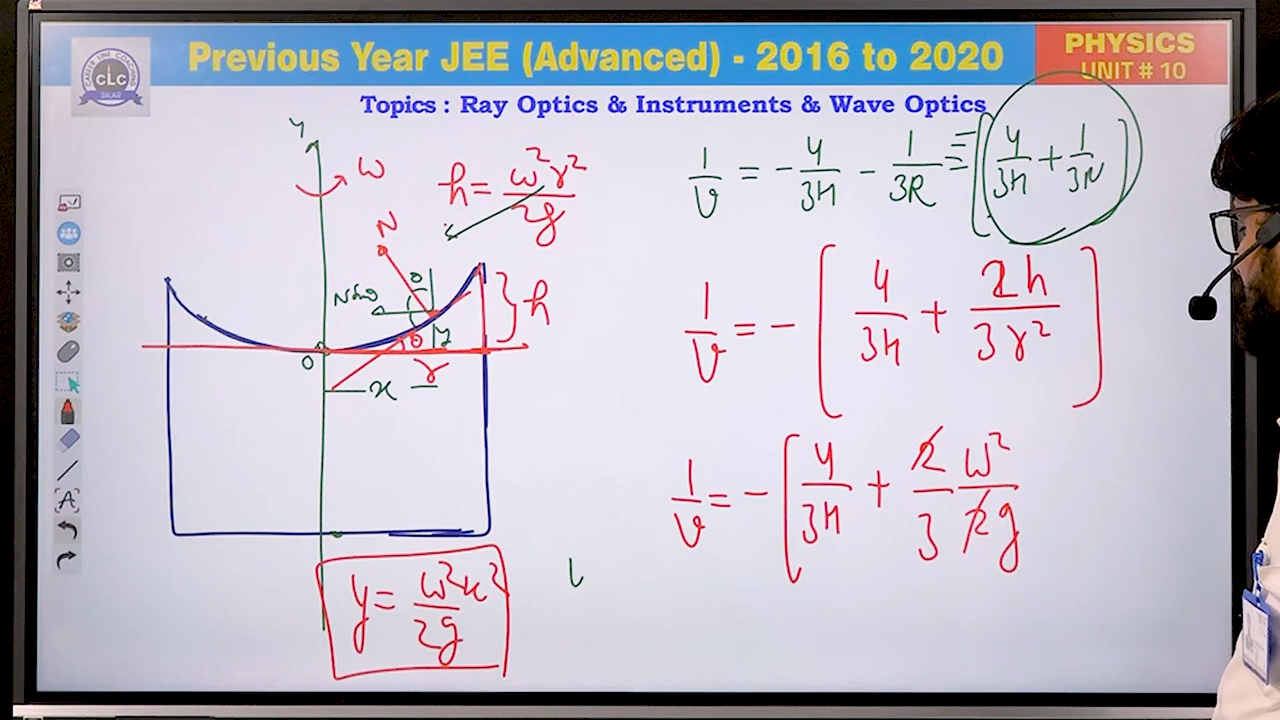 Previous Year JEE (Advanced) - 2016 to 2020
PHYSICS
UNIT # 10
CLC
SIKAR
Topics : Ray Optics & Instruments & Wave Optics
y
ω
h = ω²r²/2g
N
θ
θ
y
h
r
O
x
y = ω²x²/2g
1/v = - 4/3H - 1/3R = [4/3H + 1/3R]
1/v = - [4/3H + 2h/3r²]
1/v = - [4/3H + 2/3 ω²/2g
A